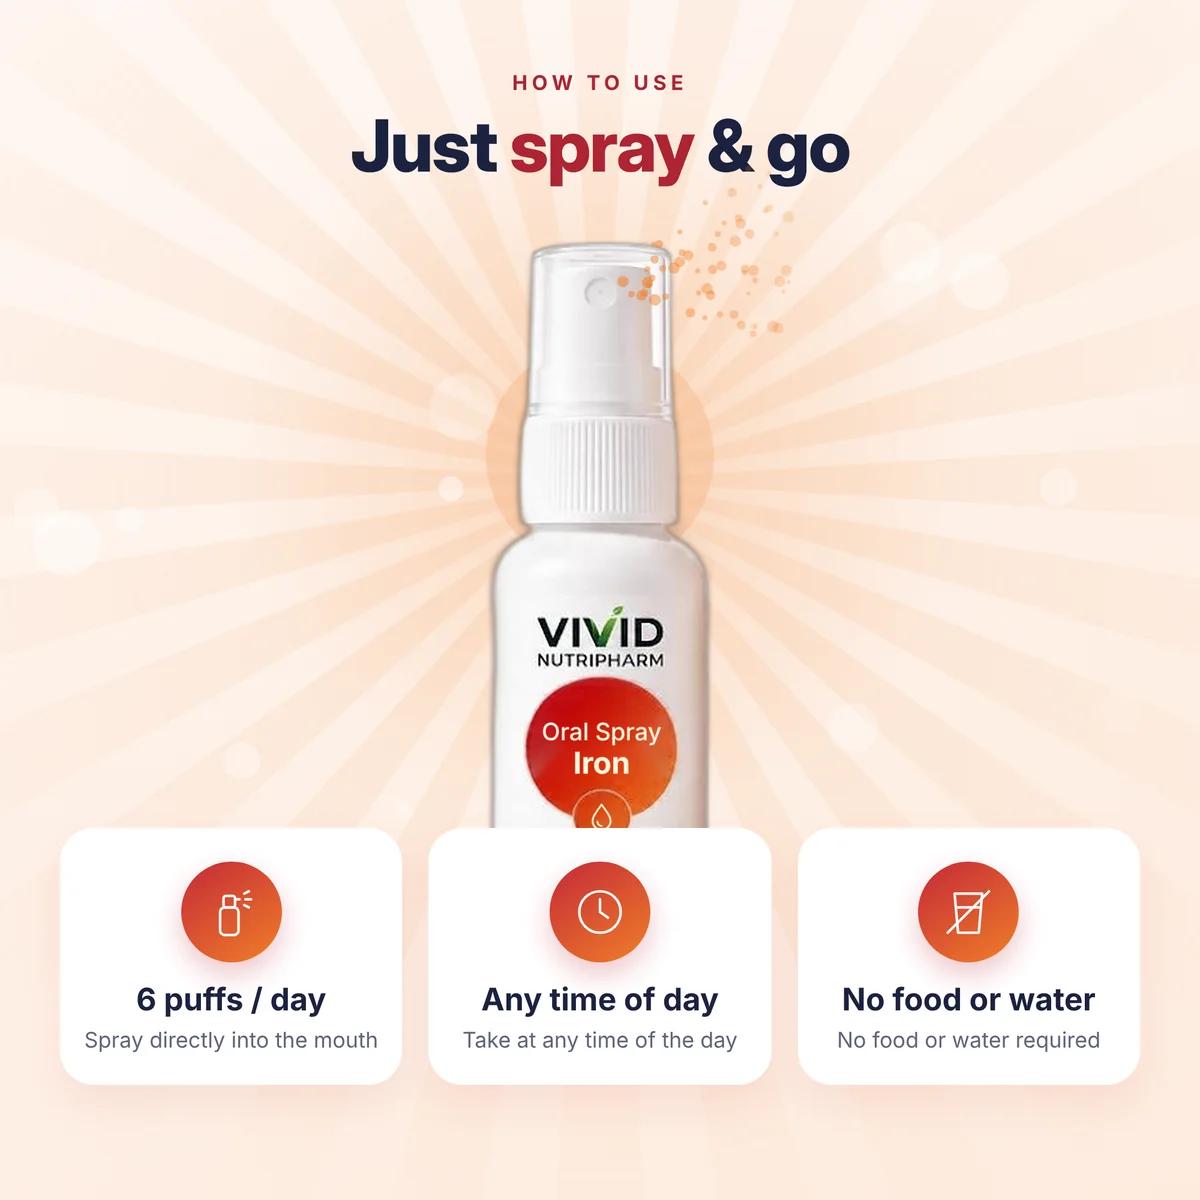 HOW TO USE
Just spray & go
VIVID
NUTRIPHARM
Oral Spray
Iron
6 puffs / day
Spray directly into the mouth
Any time of day
Take at any time of the day
No food or water
No food or water required